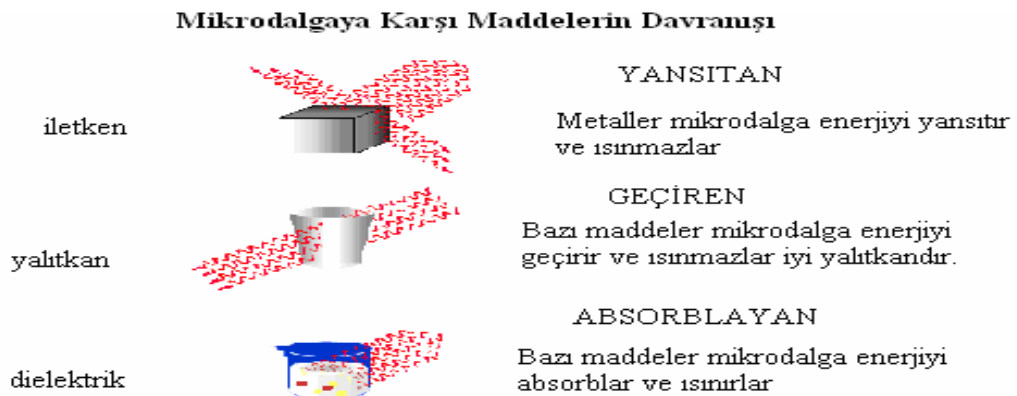 Mikrodalgaya Karşı Maddelerin Davranışı
YANSITAN
iletken
Metaller mikrodalga enerjiyi yansıtır
ve ısınmazlar
GEÇİREN
yalıtkan
Bazı maddeler mikrodalga enerjiyi
geçirir ve ısınmazlar iyi yalıtkandır.
ABSORBLAYAN
dielektrik
Bazı maddeler mikrodalga enerjiyi
absorblar ve ısınırlar